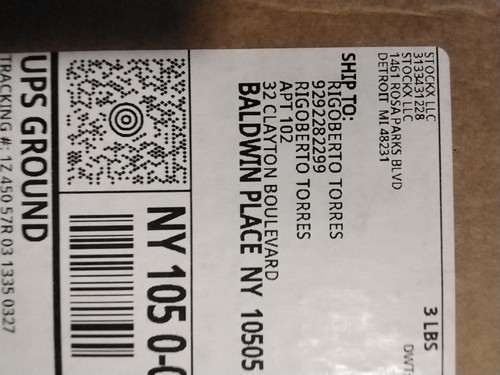 STOCKX LLC
3133431228
STOCKX LLC
1461 ROSA PARKS BLVD
DETROIT MI 48231
3 LBS
DWT:
SHIP TO:
RIGOBERTO TORRES
9292282299
RIGOBERTO TORRES
APT 102
32 CLAYTON BOULEVARD
BALDWIN PLACE NY 10505
NY 105 0-0
UPS GROUND
TRACKING #: 1Z 450 57R 03 1335 0327